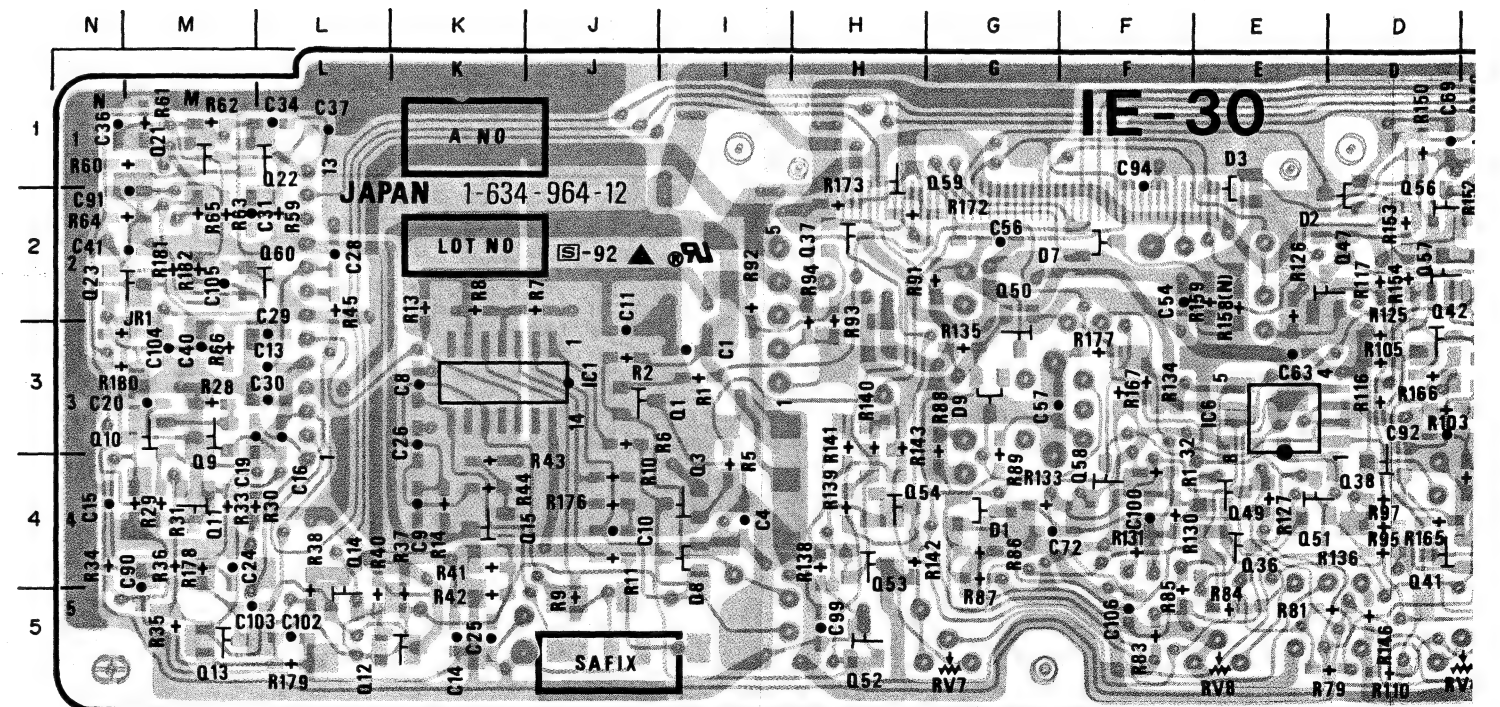 N M L K J I H G F E D
L K J I H G F E D
N M R61 R62 C34 C37 IE-30 R150 C69
1 1 C36 Q21 A NO
R60 Q22 13 C94 D3
JAPAN 1-634-964-12 R173 Q59 Q56 R152
C91 R64 R65 R63 C31 R59 R172 D2 R153
2 C41 Q60 C28 LOT NO S-92 ® UR R92 5 Q37 C56 D7 R126 Q47 Q57
2 Q23 R181 R182 C105 R45 R13 R8 R7 C11 R94 R91 Q50 C54 R159 R158(N) R117 R154
JR1 C29 R93 R135 R177 R125 Q42
C104 C40 R66 C13 1 C1 C63 4 R105
3 R180 R28 C30 C8 IC1 R2 R1 R140 R88 D9 C57 R167 R134 IC6 5 R116 R166
3 C20 14 Q1 1 C92 R103
Q10 Q9 C19 C16 1 C26 R43 R10 R6 Q3 R5 R141 R143 R89 R133 Q58 R132 8 1 Q38
C15 R29 R31 Q11 R33 R30 R44 R176 R139 Q54 C100 Q49 R127 R97
4 4 R38 Q14 R40 R37 C9 R14 Q15 C10 C4 D1 R86 C72 R131 R130 Q51 R95 R165
R34 C90 R36 R178 C24 R41 R11 R138 Q53 R142 Q36 R136 Q41
5 R42 R9 D8 R87 R85 R84 R81
5 R35 C103 C102 C25 C99 C106
Q13 R179 Q12 C14 SAFIX Q52 RV7 R83 RV8 R79 R146 R110